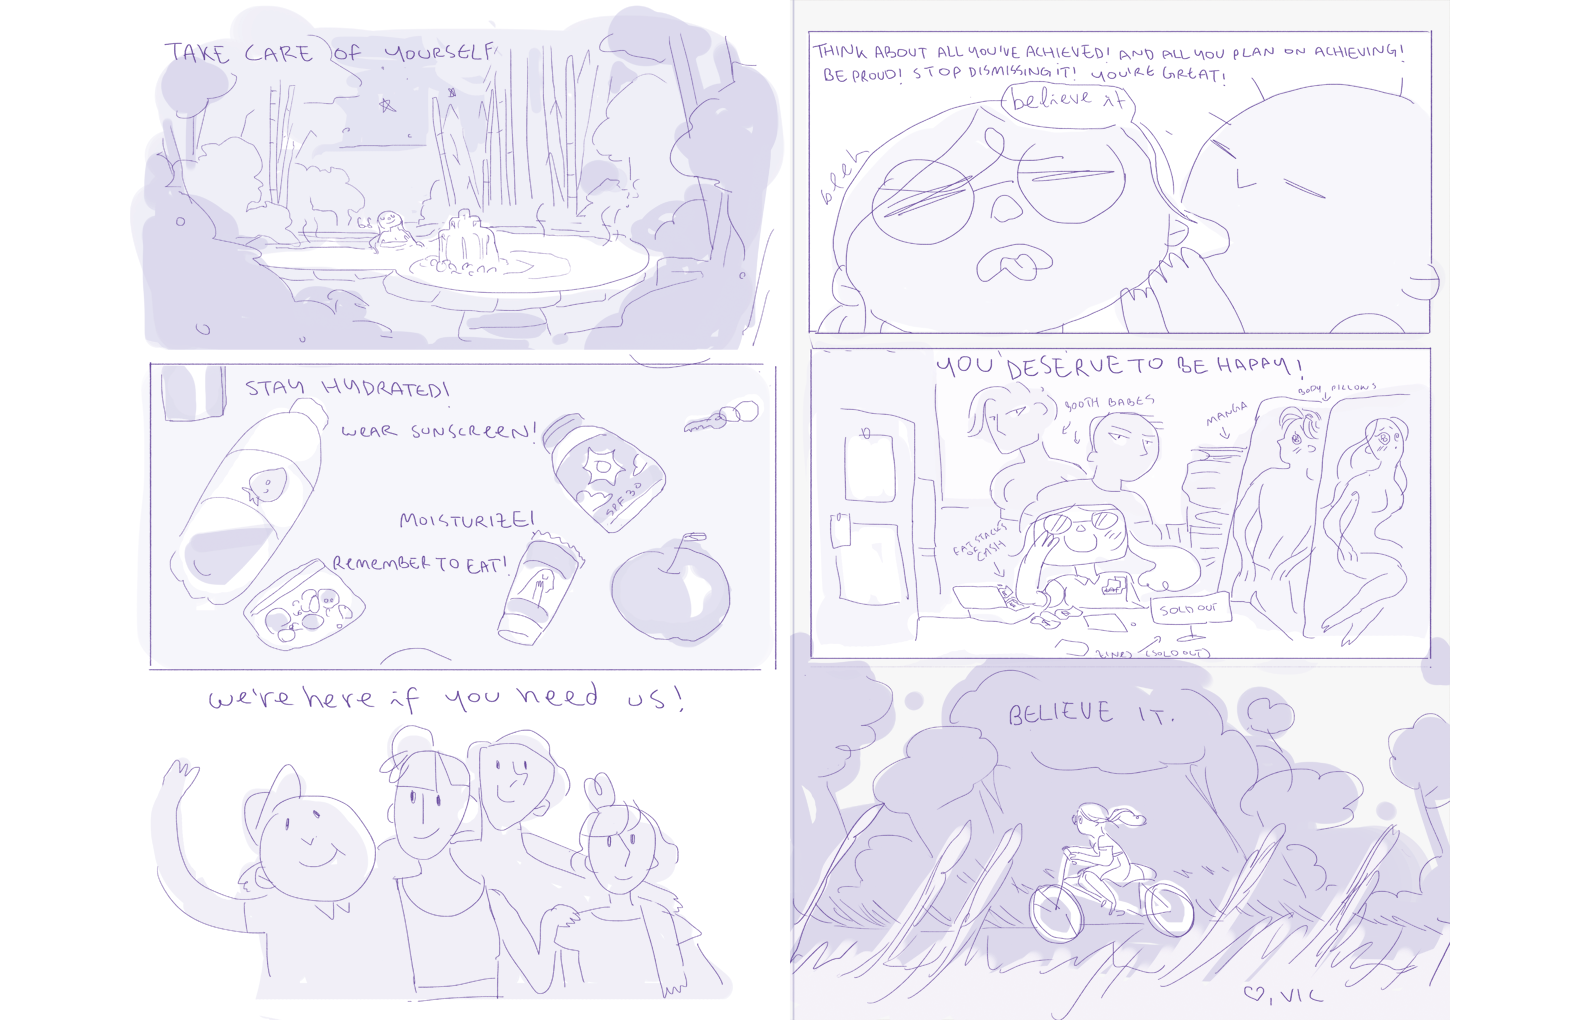 TAKE CARE OF YOURSELF
STAY HYDRATED!
WEAR SUNSCREEN!
SPF 30
MOISTURIZE!
REMEMBER TO EAT!
we're here if you need us!
THINK ABOUT ALL YOU'VE ACHIEVED! AND ALL YOU PLAN ON ACHIEVING!
BE PROUD! STOP DISMISSING IT! YOU'RE GREAT!
believe it
bleh
YOU DESERVE TO BE HAPPY!
BOOTH BABES
MANGA
BODY PILLOWS
FAT STACKS
OF
CASH
SOLD OUT
ZINES (SOLD OUT)
BELIEVE IT.
♡, VIC